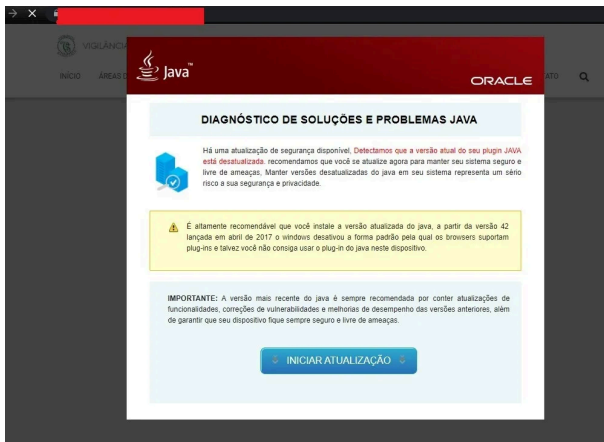 VIGILÂNCIA
INÍCIO ÁREAS D
Java™
ORACLE
ATO
DIAGNÓSTICO DE SOLUÇÕES E PROBLEMAS JAVA
Há uma atualização de segurança disponível, Detectamos que a versão atual do seu plugin JAVA
está desatualizada. recomendamos que você se atualize agora para manter seu sistema seguro e
livre de ameaças, Manter versões desatualizadas do java em seu sistema representa um sério
risco a sua segurança e privacidade.
É altamente recomendável que você instale a versão atualizada do java, a partir da versão 42
lançada em abril de 2017 o windows desativou a forma padrão pela qual os browsers suportam
plug-ins e talvez você não consiga usar o plug-in do java neste dispositivo.
IMPORTANTE: A versão mais recente do java é sempre recomendada por conter atualizações de
funcionalidades, correções de vulnerabilidades e melhorias de desempenho das versões anteriores, além
de garantir que seu dispositivo fique sempre seguro e livre de ameaças.
INICIAR ATUALIZAÇÃO